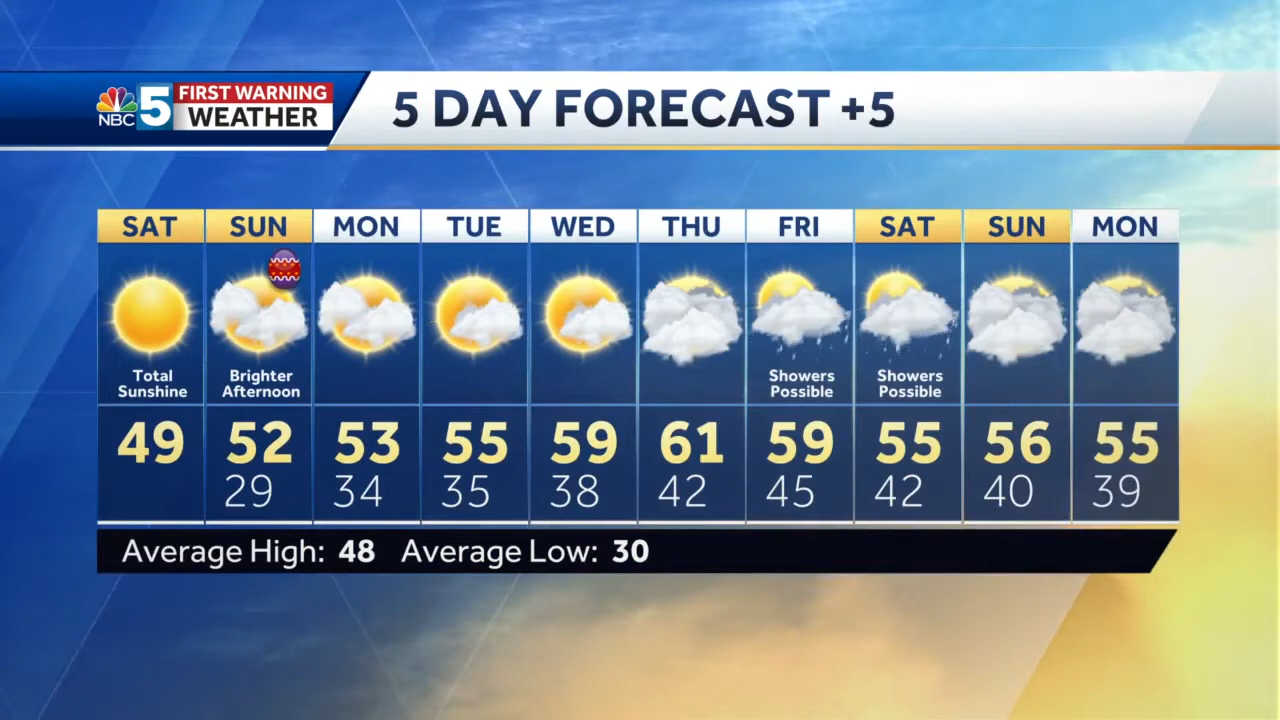 NBC 5 FIRST WARNING WEATHER
5 DAY FORECAST +5
SAT SUN MON TUE WED THU FRI SAT SUN MON
Total Sunshine
Brighter Afternoon
Showers Possible
Showers Possible
49 52 53 55 59 61 59 55 56 55
29 34 35 38 42 45 42 40 39
Average High: 48 Average Low: 30